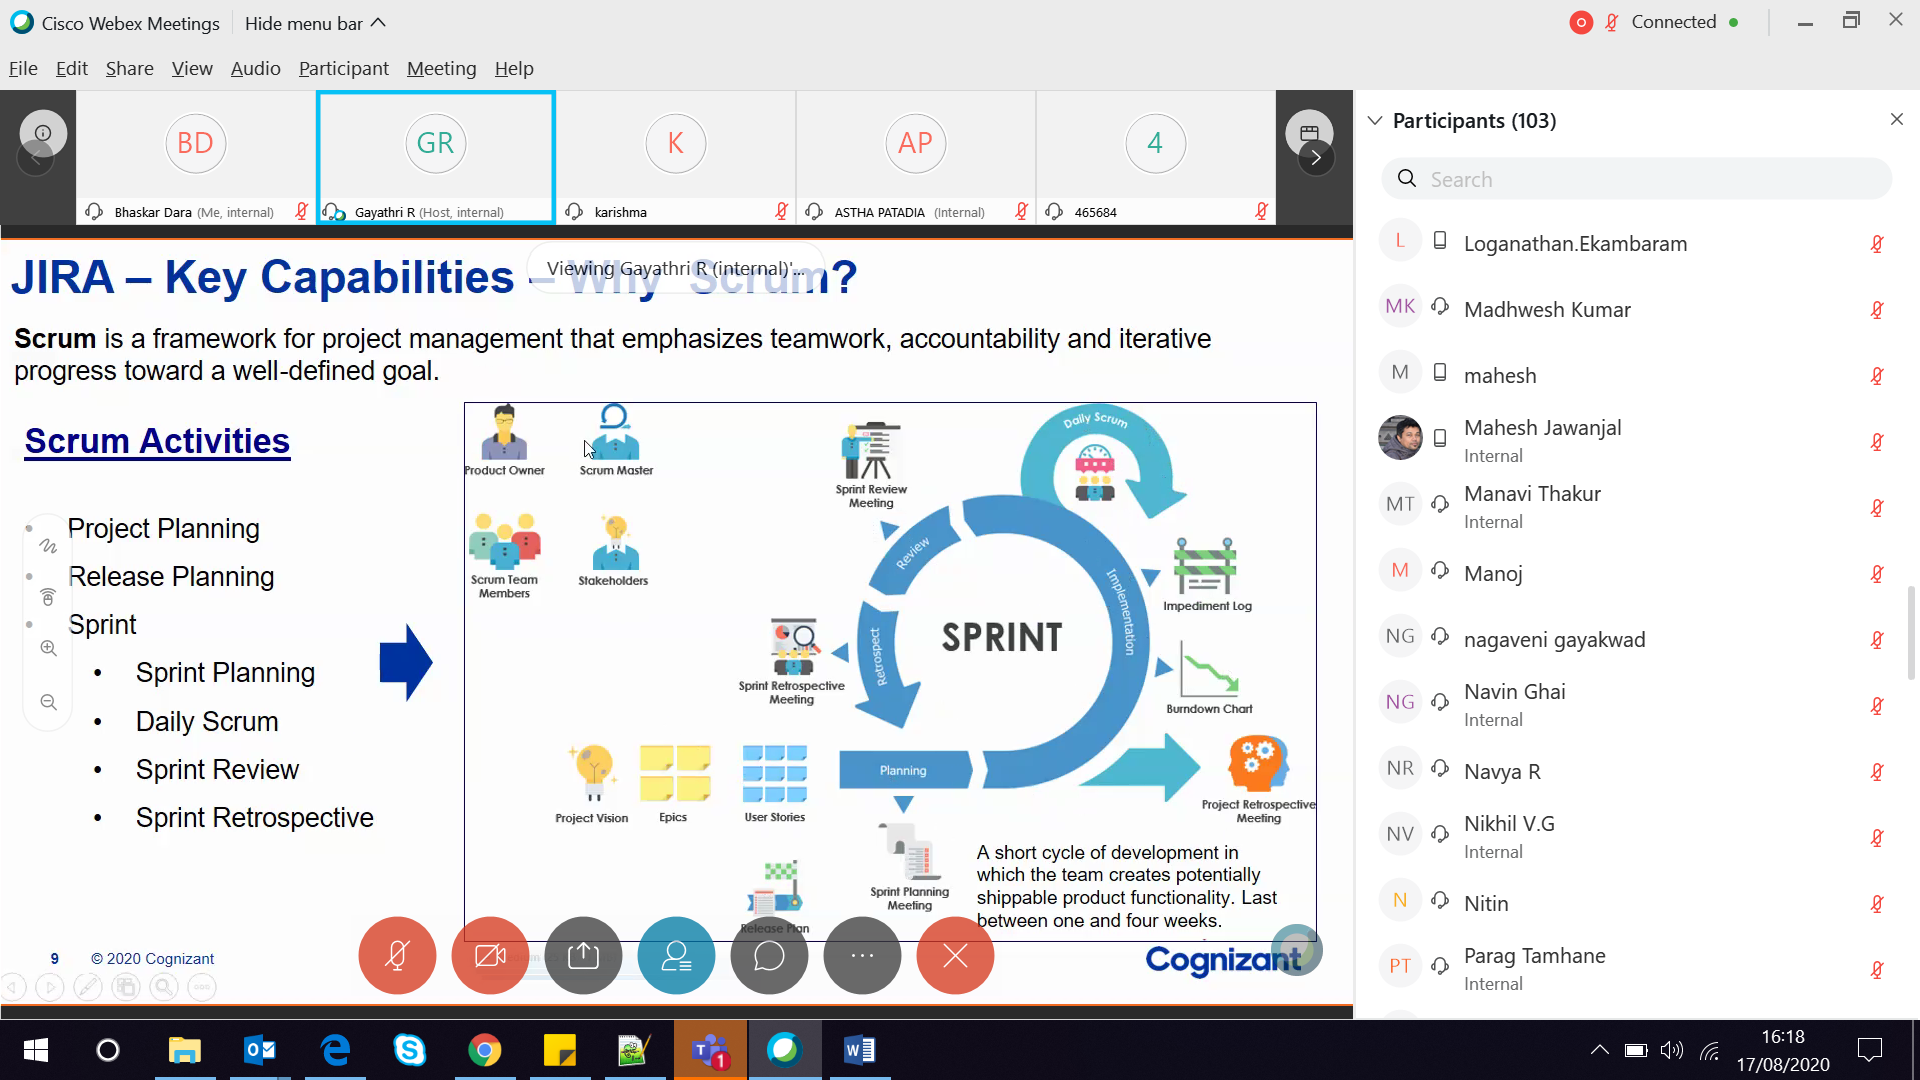 Cisco Webex Meetings
Hide menu bar
Connected
File Edit Share View Audio Participant Meeting Help
BD
GR
K
AP
4
Bhaskar Dara (Me, internal)
Gayathri R (Host, internal)
karishma
ASTHA PATADIA (Internal)
465684
JIRA – Key Capabilities – Why Scrum?
Viewing Gayathri R (internal)'...
Scrum is a framework for project management that emphasizes teamwork, accountability and iterative
progress toward a well-defined goal.
Scrum Activities
• Project Planning
• Release Planning
• Sprint
• Sprint Planning
• Daily Scrum
• Sprint Review
• Sprint Retrospective
Product Owner
Scrum Master
Scrum Team
Members
Stakeholders
Sprint Review
Meeting
Daily Scrum
Review
Implementation
Impediment Log
SPRINT
Retrospect
Sprint Retrospective
Meeting
Burndown Chart
Project Vision
Epics
User Stories
Planning
Project Retrospective
Meeting
Sprint Planning
Meeting
Release Plan
A short cycle of development in
which the team creates potentially
shippable product functionality. Last
between one and four weeks.
9 © 2020 Cognizant
Cognizant
Participants (103)
Search
L Loganathan.Ekambaram
MK Madhwesh Kumar
M mahesh
Mahesh Jawanjal
Internal
MT Manavi Thakur
Internal
M Manoj
NG nagaveni gayakwad
NG Navin Ghai
Internal
NR Navya R
NV Nikhil V.G
Internal
N Nitin
PT Parag Tamhane
Internal
1
16:18
17/08/2020